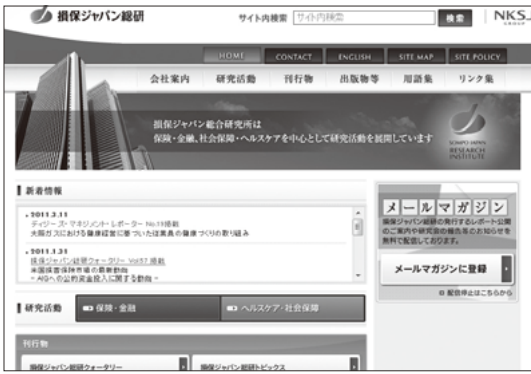 損保ジャパン総研
サイト内検索 サイト内検索 検索
NKSJ
GROUP
HOME CONTACT ENGLISH SITE MAP SITE POLICY
会社案内 研究活動 刊行物 出版物等 用語集 リンク集
損保ジャパン総合研究所は
保険・金融、社会保障・ヘルスケアを中心として研究活動を展開しています
SOMPO JAPAN
RESEARCH
INSTITUTE
新着情報
2011.3.11
ディジーズ・マネジメント・レポーター No.19掲載
大阪ガスにおける健康経営に基づいた従業員の健康づくりの取り組み
2011.1.31
損保ジャパン総研クォータリー Vol57 掲載
米国損害保険市場の最新動向
- AIGへの公的資金投入に関する動き -
メールマガジン
損保ジャパン総研の発行するレポート公開
のご案内や研究会の報告等のお知らせを
無料で配信しております。
メールマガジンに登録
配信停止はこちらから
研究活動 保険・金融 ヘルスケア・社会保障
刊行物
損保ジャパン総研クォータリー 損保ジャパン総研トピックス